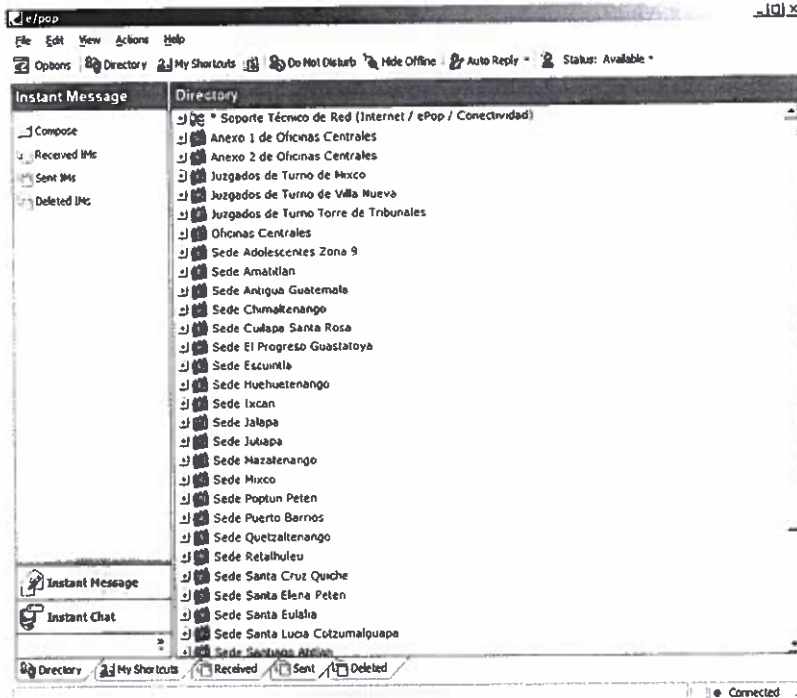 e/pop
File Edit View Actions Help
Options Directory My Shortcuts Do Not Disturb Hide Offline Auto Reply Status: Available
Instant Message
Compose
Received IMs
Sent IMs
Deleted IMs
Instant Message
Instant Chat
Directory
* Soporte Técnico de Red (Internet / ePop / Conectividad)
Anexo 1 de Oficinas Centrales
Anexo 2 de Oficinas Centrales
Juzgados de Turno de Mixco
Juzgados de Turno de Villa Nueva
Juzgados de Turno Torre de Tribunales
Oficinas Centrales
Sede Adolescentes Zona 9
Sede Amatitlan
Sede Antigua Guatemala
Sede Chimaltenango
Sede Cuilapa Santa Rosa
Sede El Progreso Guastatoya
Sede Escuintla
Sede Huehuetenango
Sede Ixcan
Sede Jalapa
Sede Jutiapa
Sede Mazatenango
Sede Mixco
Sede Poptun Peten
Sede Puerto Barrios
Sede Quetzaltenango
Sede Retalhuleu
Sede Santa Cruz Quiche
Sede Santa Elena Peten
Sede Santa Eulalia
Sede Santa Lucia Cotzumalguapa
Sede Santiago Atitlan
Directory My Shortcuts Received Sent Deleted
Connected